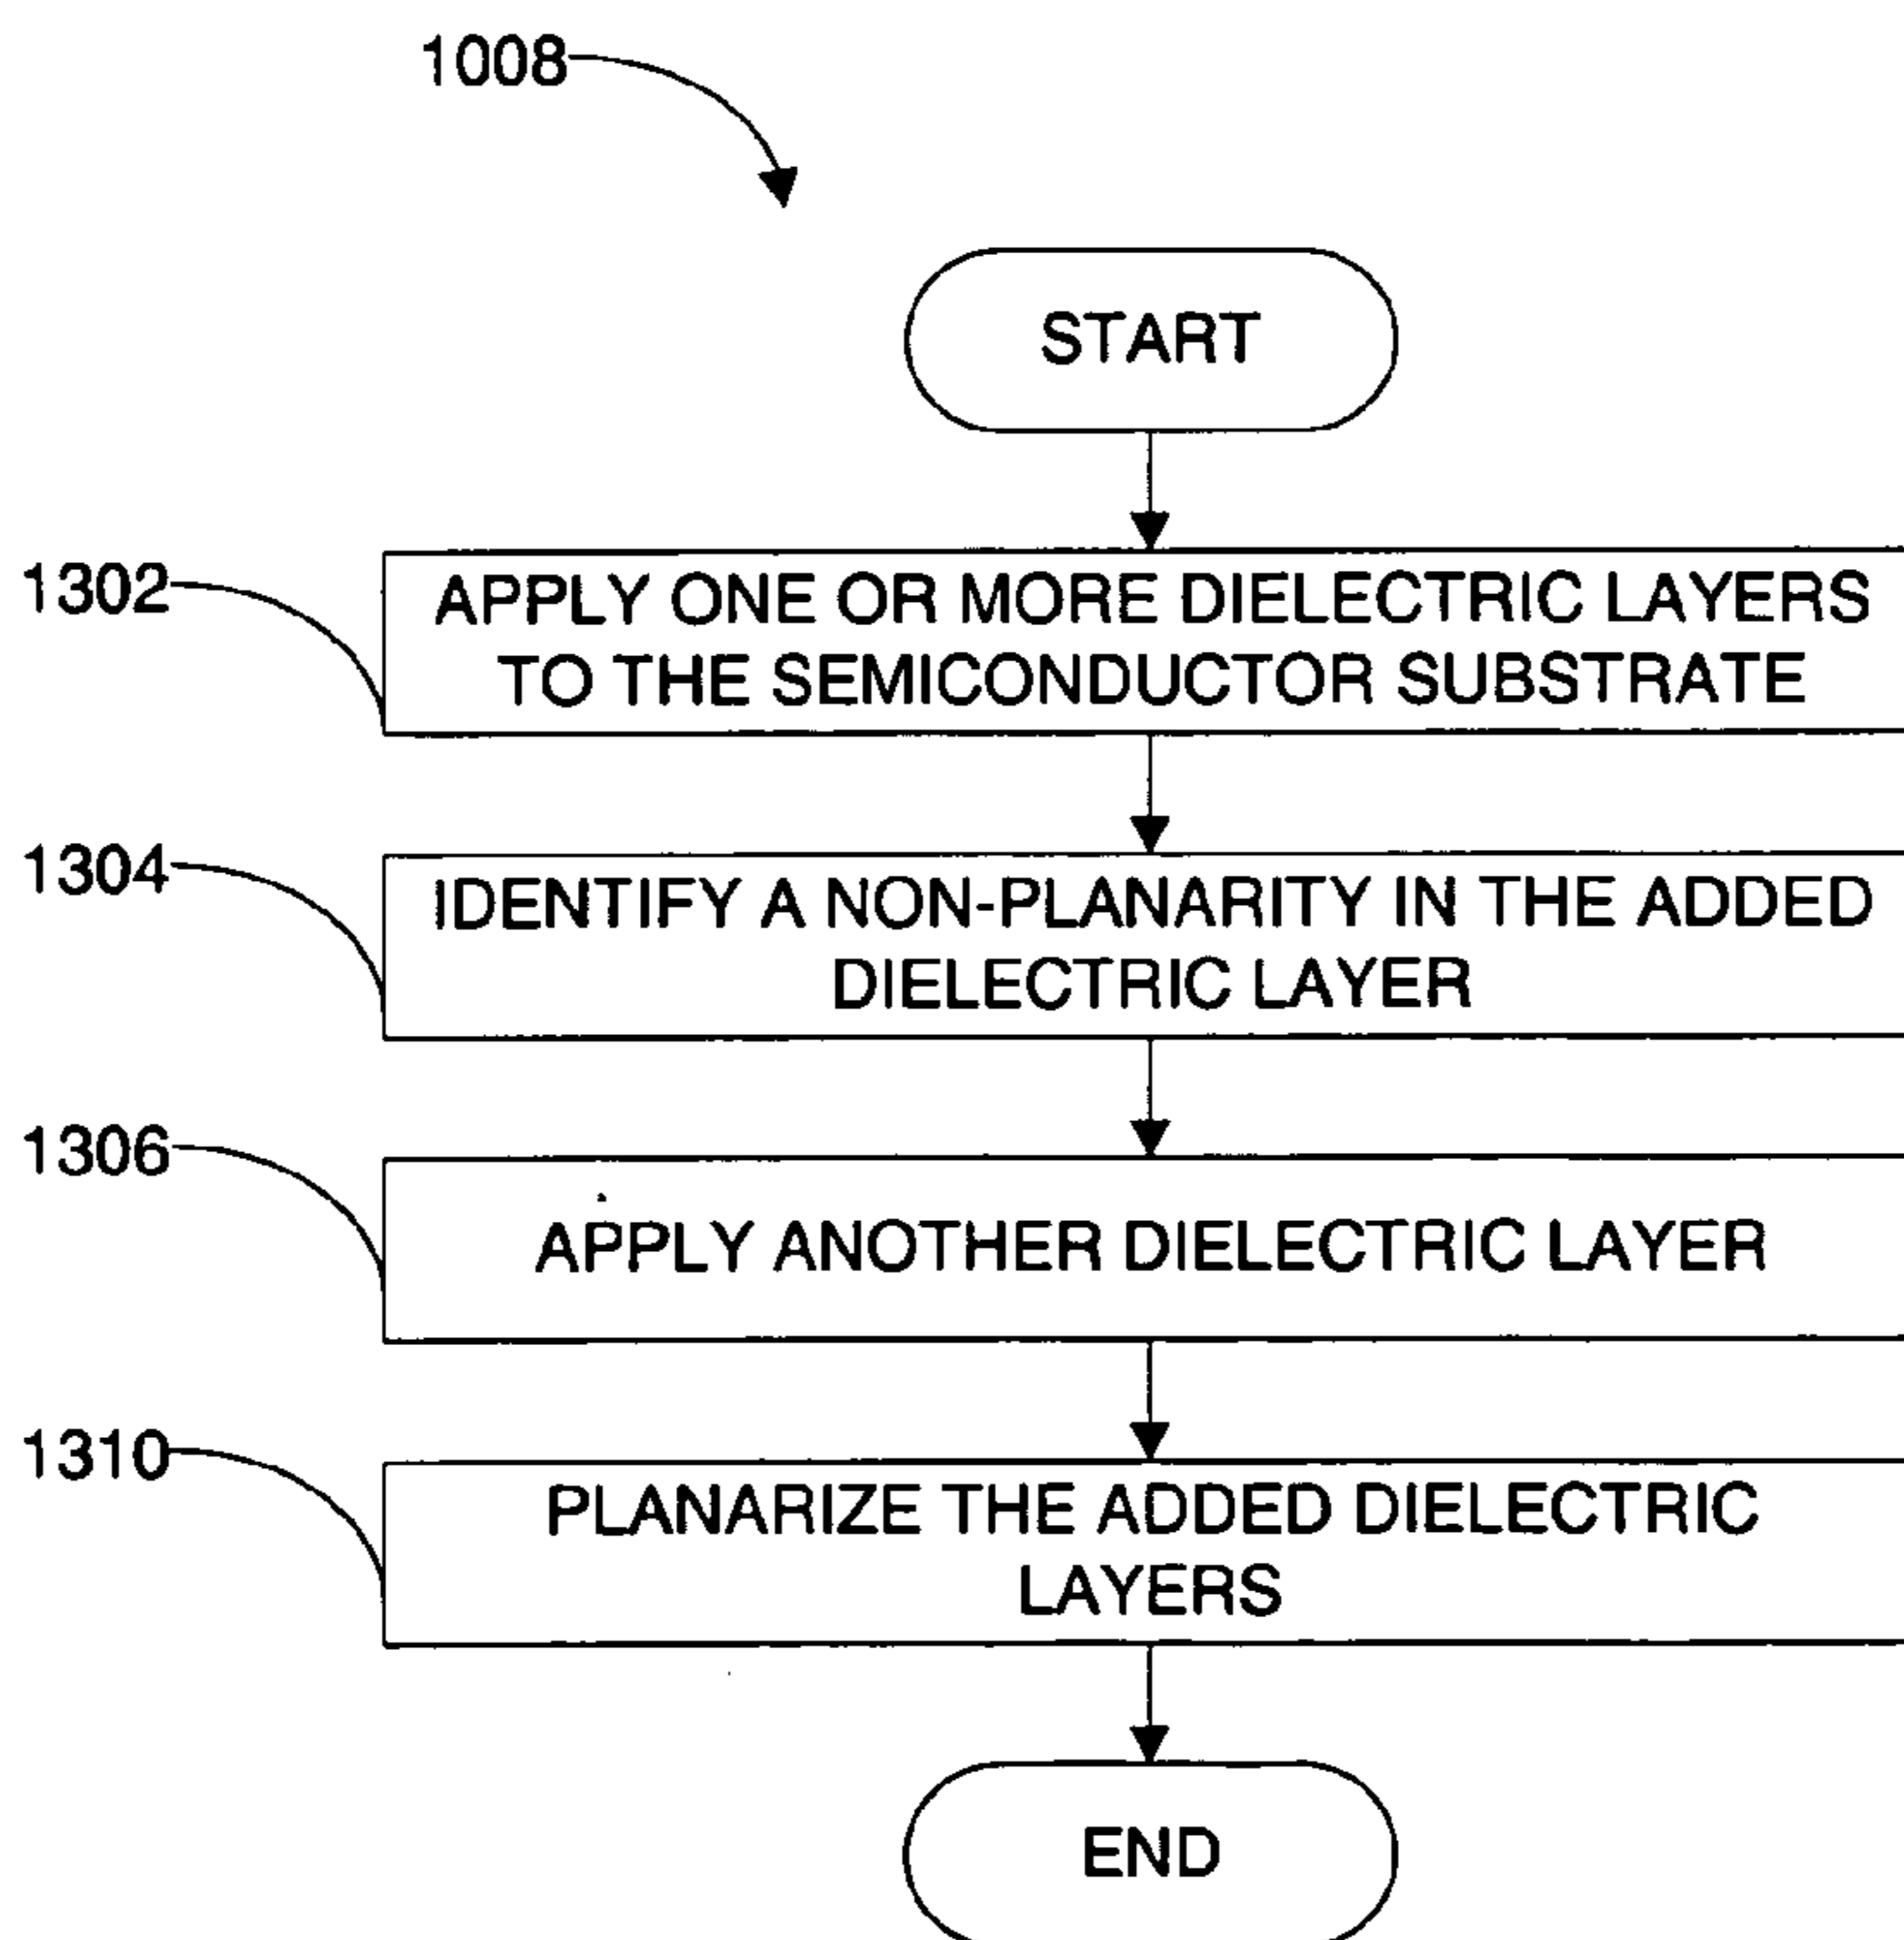 1008
START
1302
APPLY ONE OR MORE DIELECTRIC LAYERS
TO THE SEMICONDUCTOR SUBSTRATE
1304
IDENTIFY A NON-PLANARITY IN THE ADDED
DIELECTRIC LAYER
1306
APPLY ANOTHER DIELECTRIC LAYER
1310
PLANARIZE THE ADDED DIELECTRIC
LAYERS
END